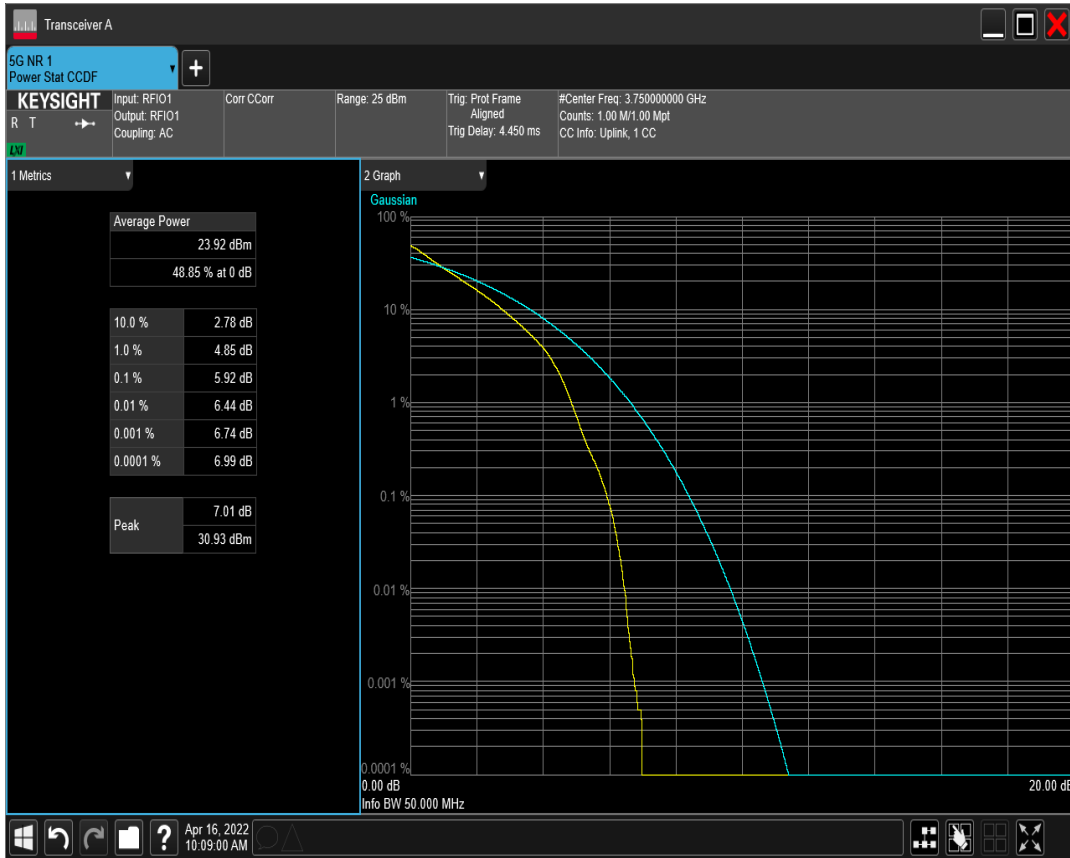 Transceiver A
5G NR 1
Power Stat CCDF
+
KEYSIGHT
R T
LXI
Input: RFIO1
Output: RFIO1
Coupling: AC
Corr CCorr
Range: 25 dBm
Trig: Prot Frame
Aligned
Trig Delay: 4.450 ms
#Center Freq: 3.750000000 GHz
Counts: 1.00 M/1.00 Mpt
CC Info: Uplink, 1 CC
1 Metrics
Average Power
23.92 dBm
48.85 % at 0 dB
10.0 % 2.78 dB
1.0 % 4.85 dB
0.1 % 5.92 dB
0.01 % 6.44 dB
0.001 % 6.74 dB
0.0001 % 6.99 dB
Peak 7.01 dB
30.93 dBm
2 Graph
Gaussian
100 %
10 %
1 %
0.1 %
0.01 %
0.001 %
0.0001 %
0.00 dB 20.00 dB
Info BW 50.000 MHz
?
Apr 16, 2022
10:09:00 AM